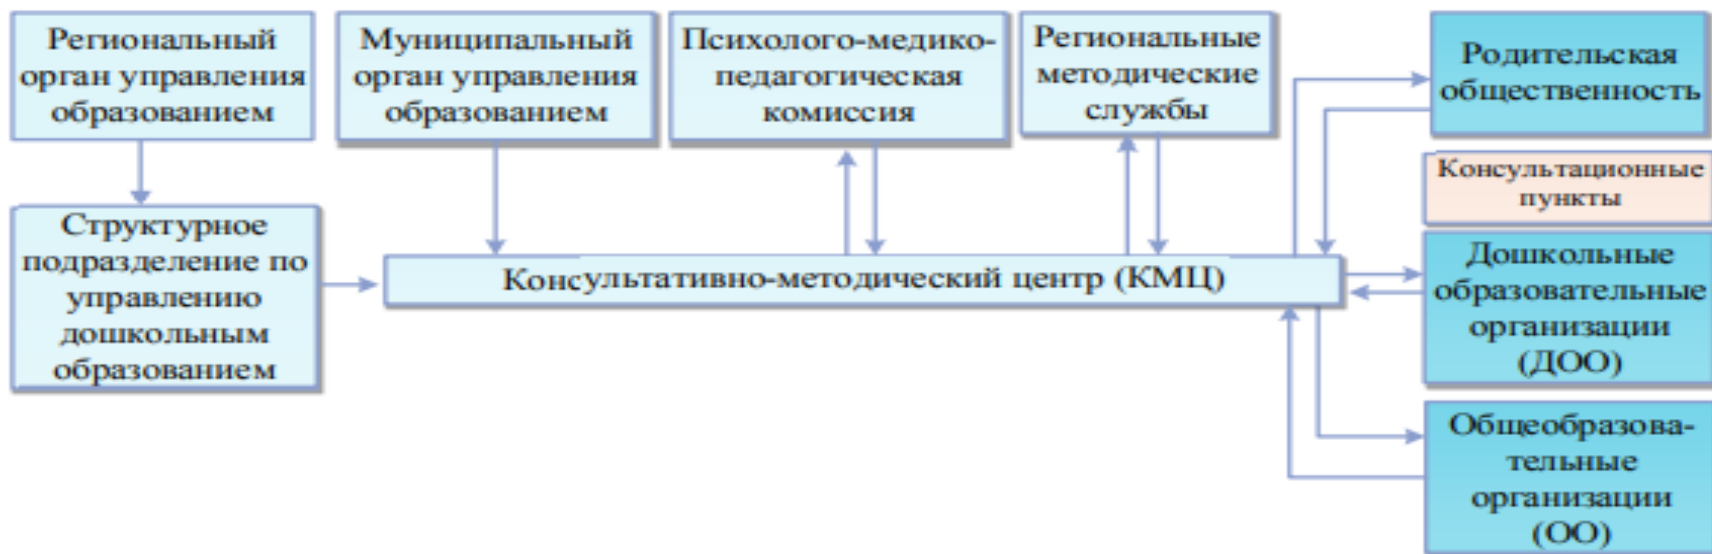 Региональный
орган управления
образованием
Муниципальный
орган управления
образованием
Психолого-медико-
педагогическая
комиссия
Региональные
методические
службы
Родительская
общественность
Консультационные
пункты
Структурное
подразделение по
управлению
дошкольным
образованием
Консультативно-методический центр (КМЦ)
Дошкольные
образовательные
организации
(ДОО)
Общеобразова-
тельные
организации
(ОО)